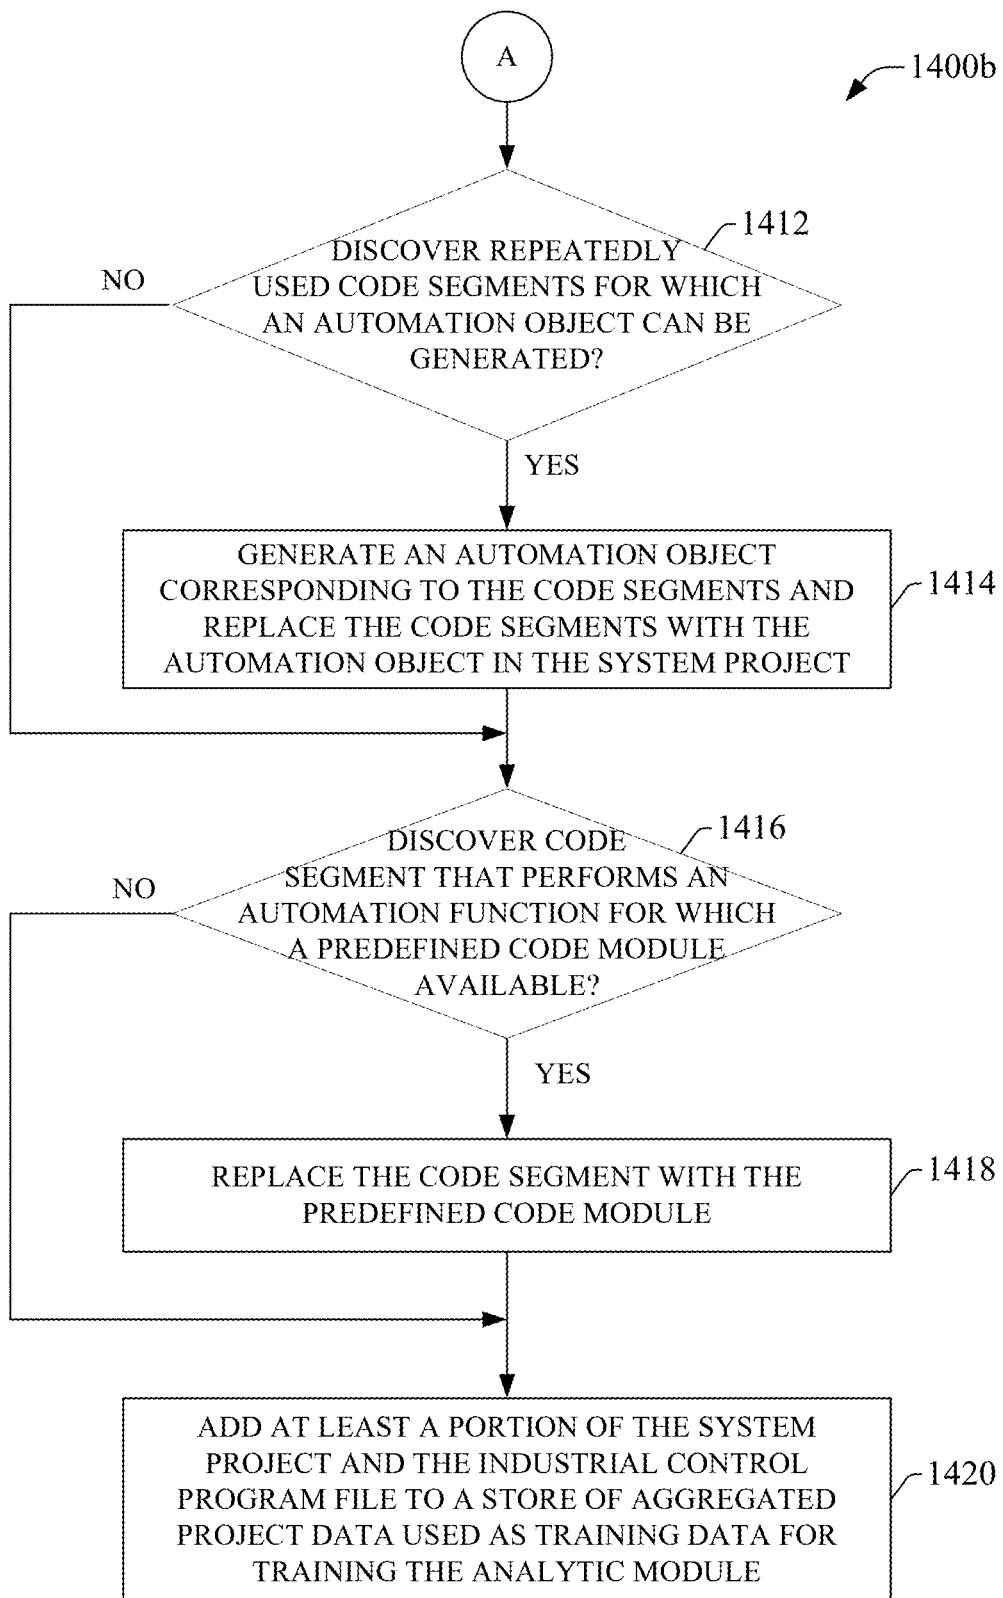 A
1400b
1412
DISCOVER REPEATEDLY
USED CODE SEGMENTS FOR WHICH
AN AUTOMATION OBJECT CAN BE
GENERATED?
NO
YES
GENERATE AN AUTOMATION OBJECT
CORRESPONDING TO THE CODE SEGMENTS AND
REPLACE THE CODE SEGMENTS WITH THE
AUTOMATION OBJECT IN THE SYSTEM PROJECT
1414
1416
DISCOVER CODE
SEGMENT THAT PERFORMS AN
AUTOMATION FUNCTION FOR WHICH
A PREDEFINED CODE MODULE
AVAILABLE?
NO
YES
REPLACE THE CODE SEGMENT WITH THE
PREDEFINED CODE MODULE
1418
ADD AT LEAST A PORTION OF THE SYSTEM
PROJECT AND THE INDUSTRIAL CONTROL
PROGRAM FILE TO A STORE OF AGGREGATED
PROJECT DATA USED AS TRAINING DATA FOR
TRAINING THE ANALYTIC MODULE
1420